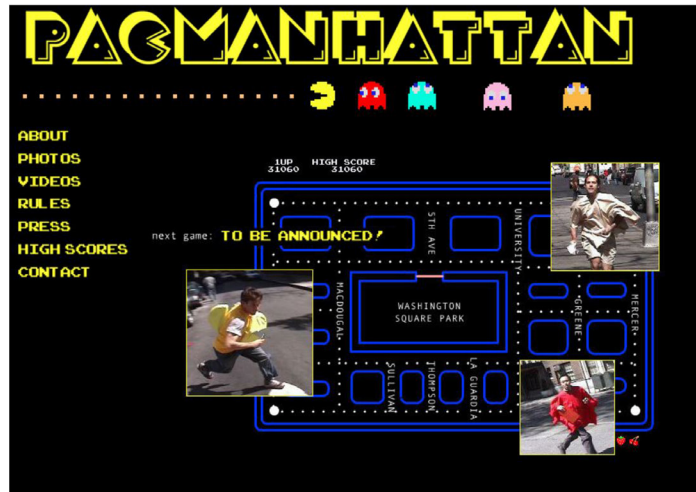 PACMANHATTAN
ABOUT
PHOTOS
VIDEOS
RULES
PRESS
HIGH SCORES
CONTACT
1UP HIGH SCORE
31060 31060
next game: TO BE ANNOUNCED!
5TH AVE
UNIVERSITY
MACDOUGAL
WASHINGTON
SQUARE PARK
GREENE
MERCER
SULLIVAN
THOMPSON
LA GUARDIA